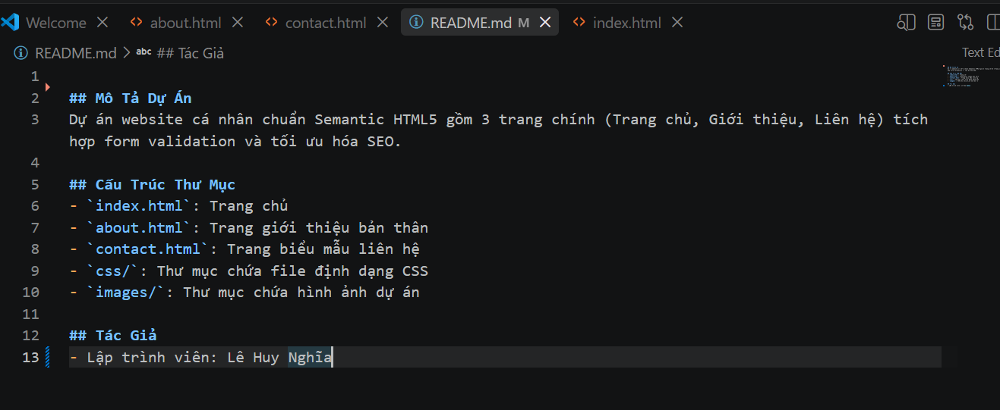 Welcome about.html contact.html README.md M index.html
README.md > abc ## Tác Giả
Text Ed
1
2 ## Mô Tả Dự Án
3 Dự án website cá nhân chuẩn Semantic HTML5 gồm 3 trang chính (Trang chủ, Giới thiệu, Liên hệ) tích
hợp form validation và tối ưu hóa SEO.
4
5 ## Cấu Trúc Thư Mục
6 - `index.html`: Trang chủ
7 - `about.html`: Trang giới thiệu bản thân
8 - `contact.html`: Trang biểu mẫu liên hệ
9 - `css/`: Thư mục chứa file định dạng CSS
10 - `images/`: Thư mục chứa hình ảnh dự án
11
12 ## Tác Giả
13 - Lập trình viên: Lê Huy Nghĩa